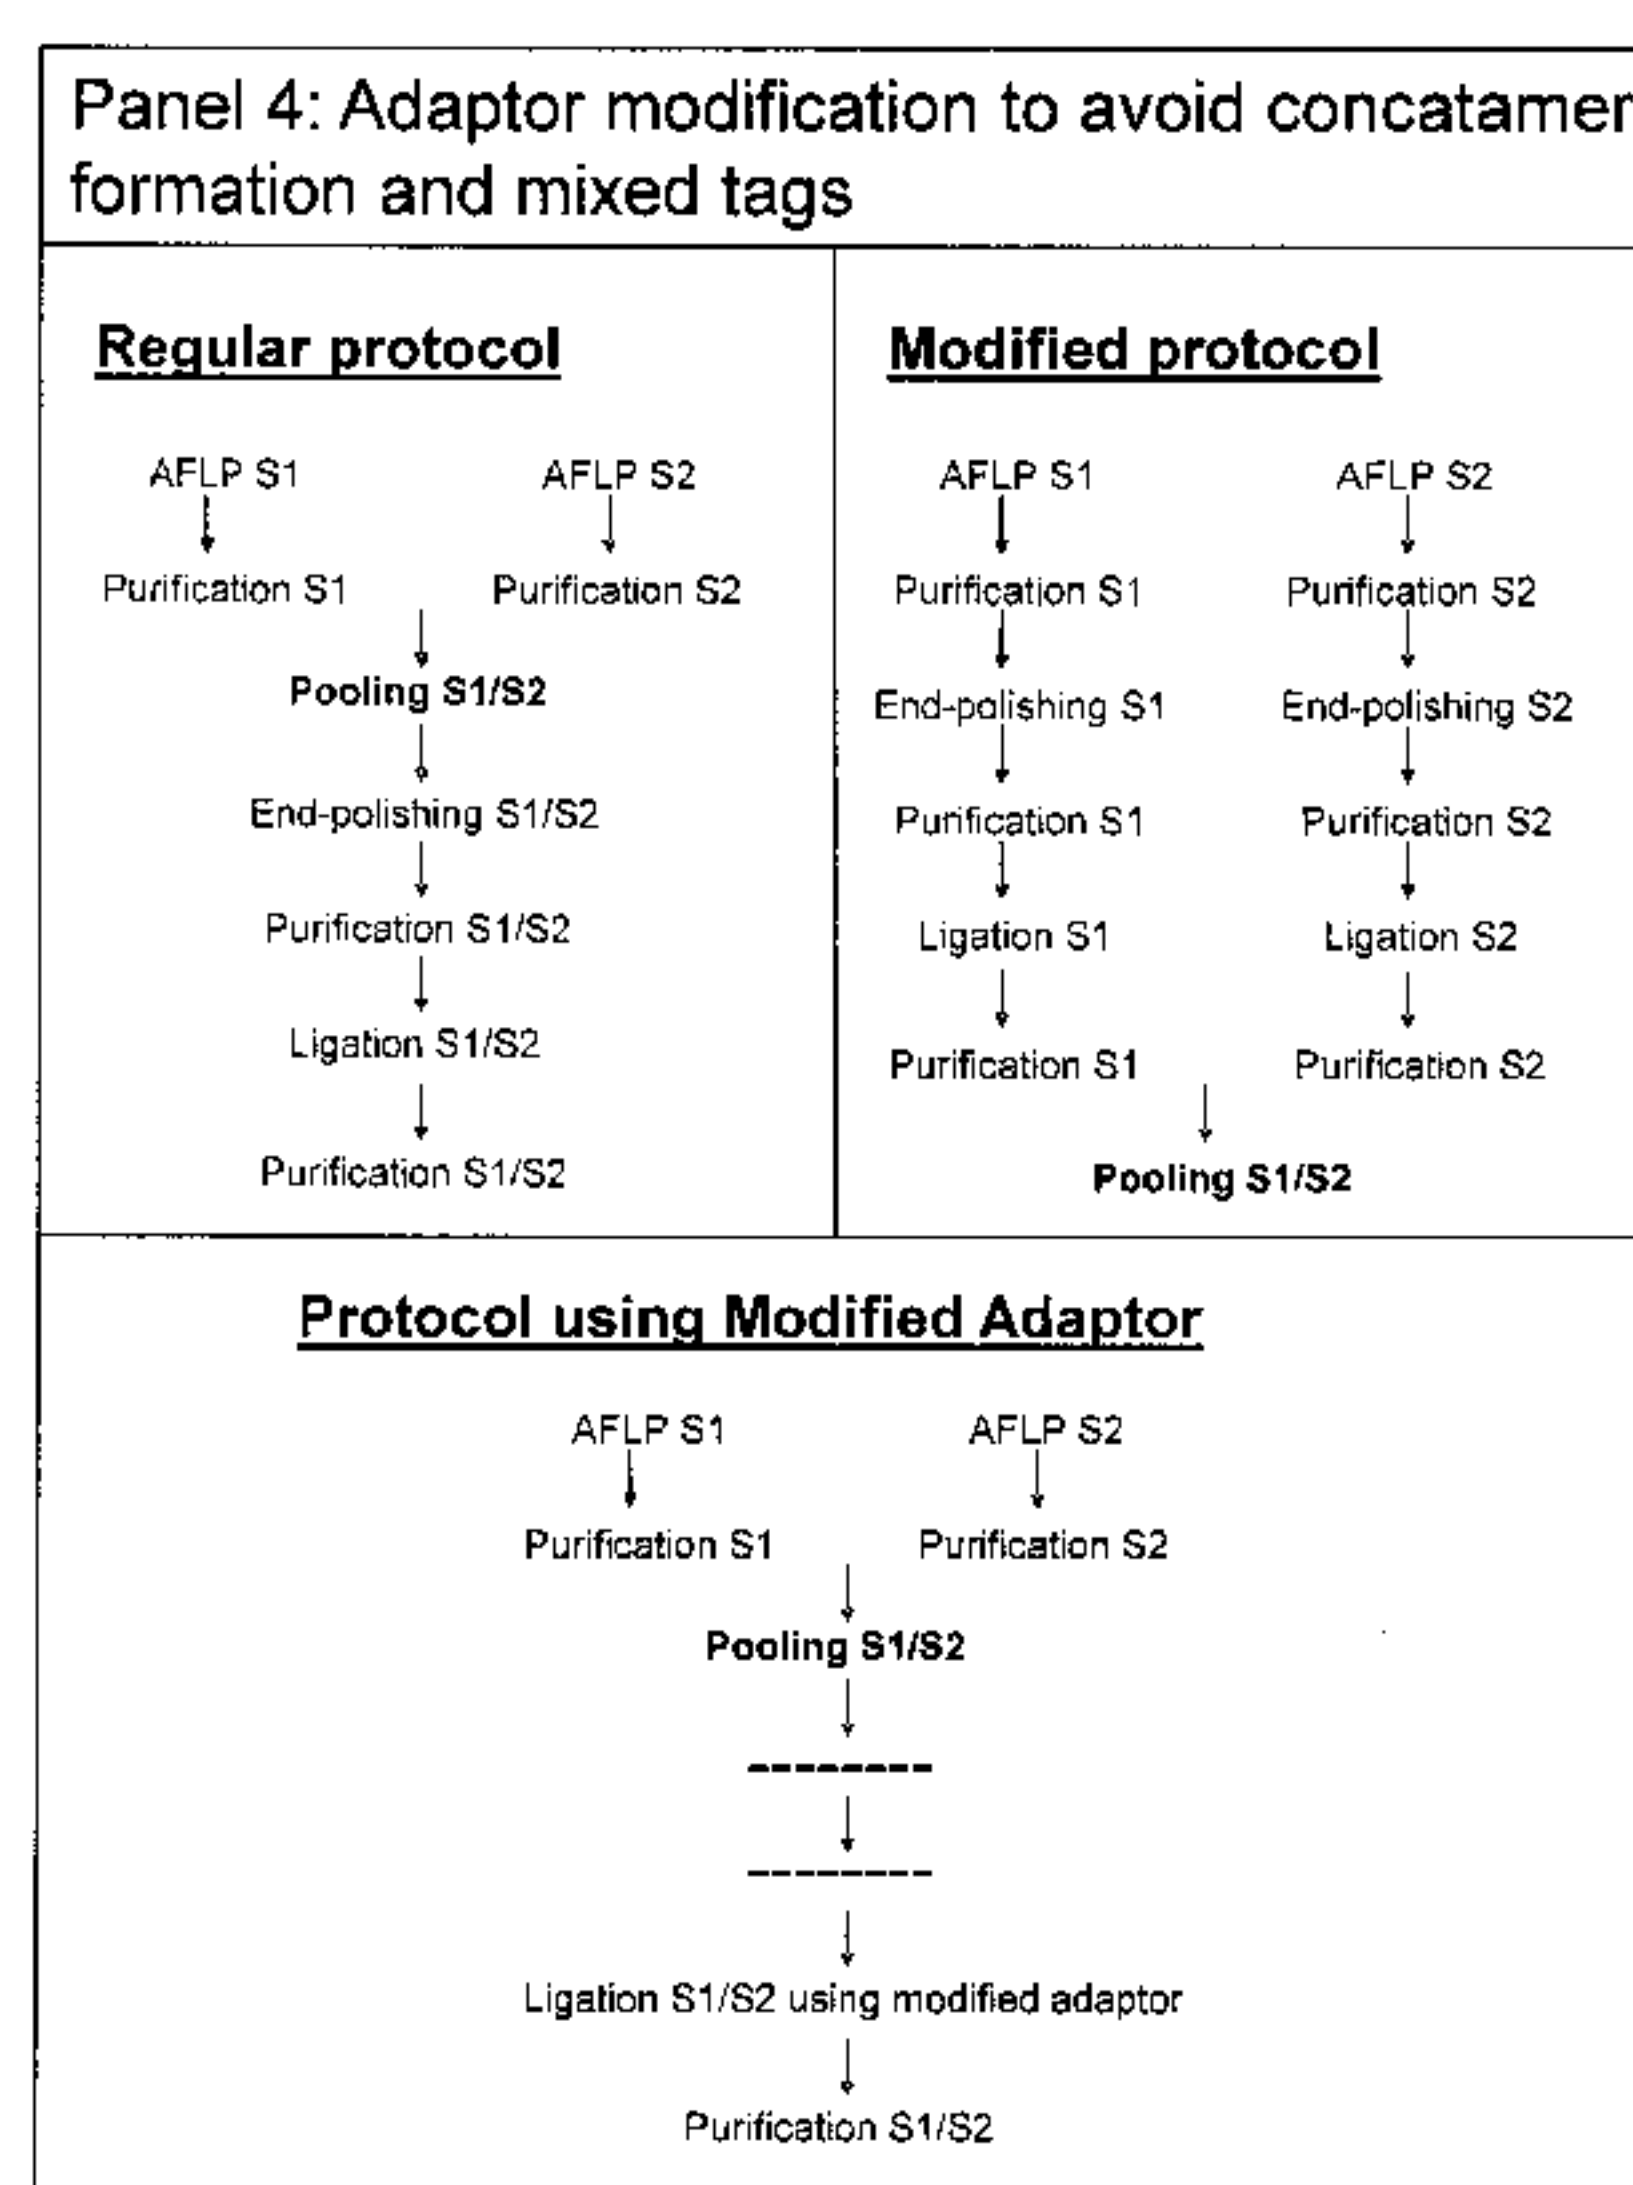 Panel 4: Adaptor modification to avoid concatamer
formation and mixed tags
Regular protocol
AFLP S1 AFLP S2
Purification S1 Purification S2
Pooling S1/S2
End-polishing S1/S2
Purification S1/S2
Ligation S1/S2
Purification S1/S2
Modified protocol
AFLP S1 AFLP S2
Purification S1 Purification S2
End-polishing S1 End-polishing S2
Purification S1 Purification S2
Ligation S1 Ligation S2
Purification S1 Purification S2
Pooling S1/S2
Protocol using Modified Adaptor
AFLP S1 AFLP S2
Purification S1 Purification S2
Pooling S1/S2
--------
--------
Ligation S1/S2 using modified adaptor
Purification S1/S2